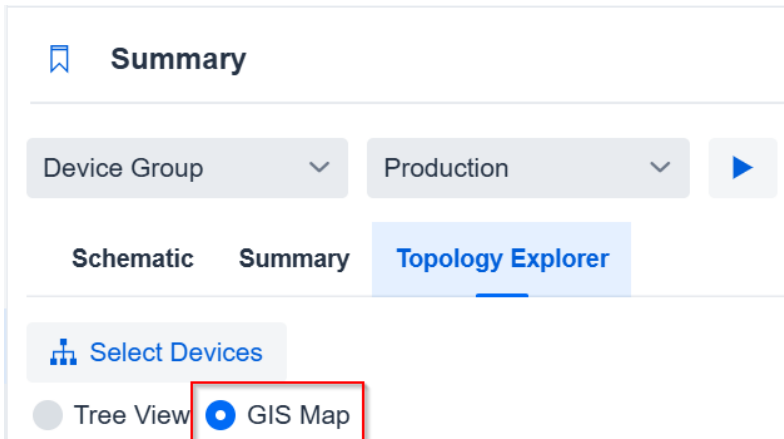 Summary
Device Group Production
Schematic Summary Topology Explorer
Select Devices
Tree View GIS Map